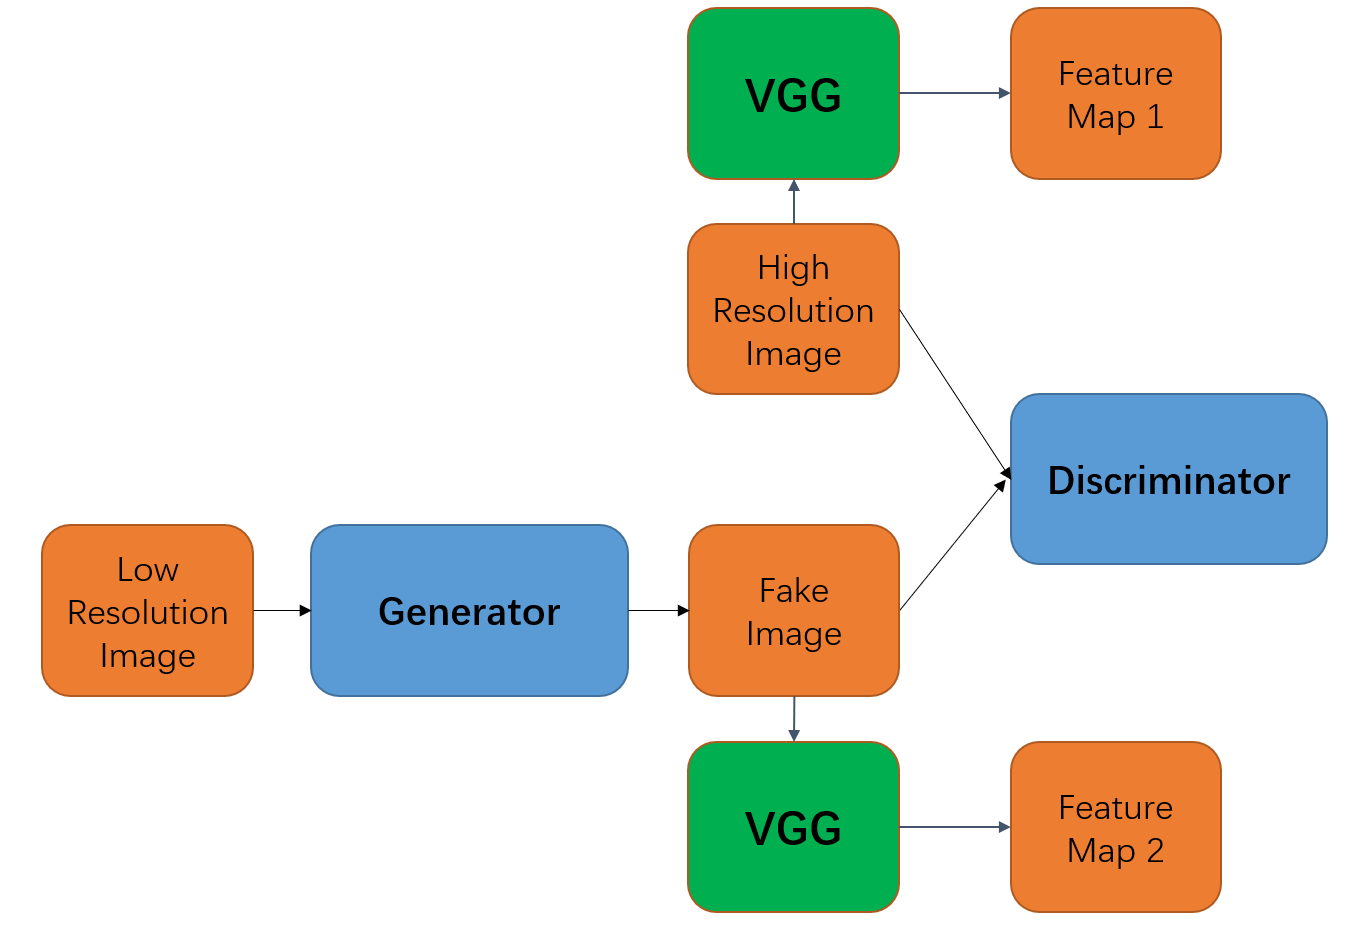 VGG
Feature
Map 1
High
Resolution
Image
Discriminator
Low
Resolution
Image
Generator
Fake
Image
VGG
Feature
Map 2